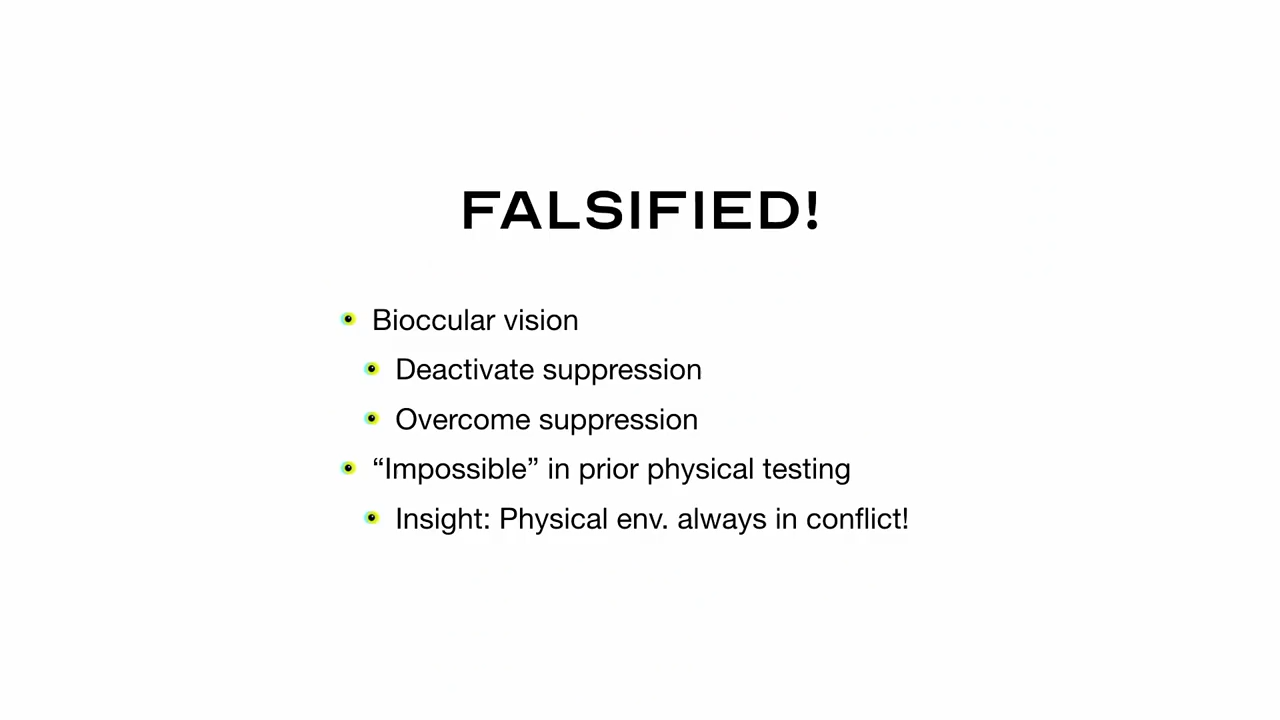 FALSIFIED!
Bioccular vision
Deactivate suppression
Overcome suppression
“Impossible” in prior physical testing
Insight: Physical env. always in conflict!